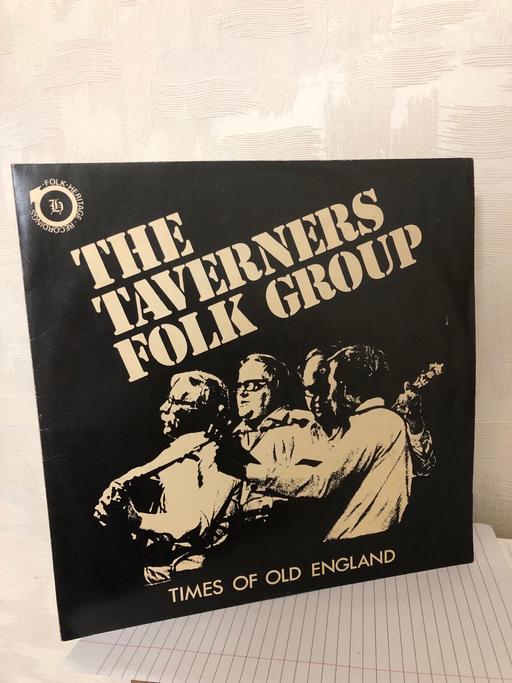 FOLK · HERITAGE · RECORDINGS
H
THE
TAVERNERS
FOLK GROUP
TIMES OF OLD ENGLAND